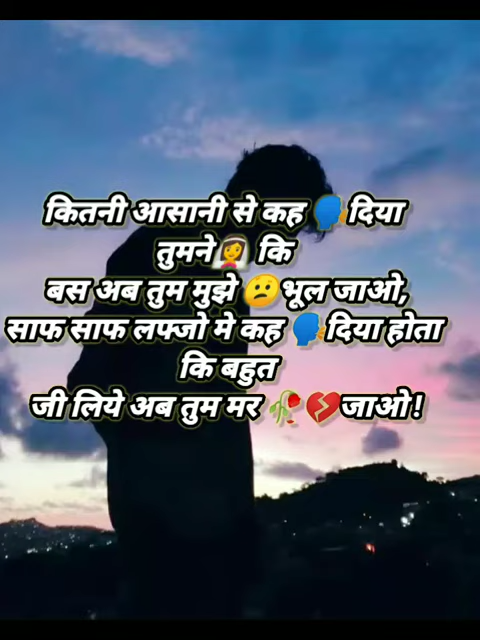 कितनी आसानी से कह 🗣️दिया
तुमने👰 कि
बस अब तुम मुझे 😕भूल जाओ,
साफ साफ लफ्जो मे कह 🗣️दिया होता
कि बहुत
जी लिये अब तुम मर 🥀💔जाओ!